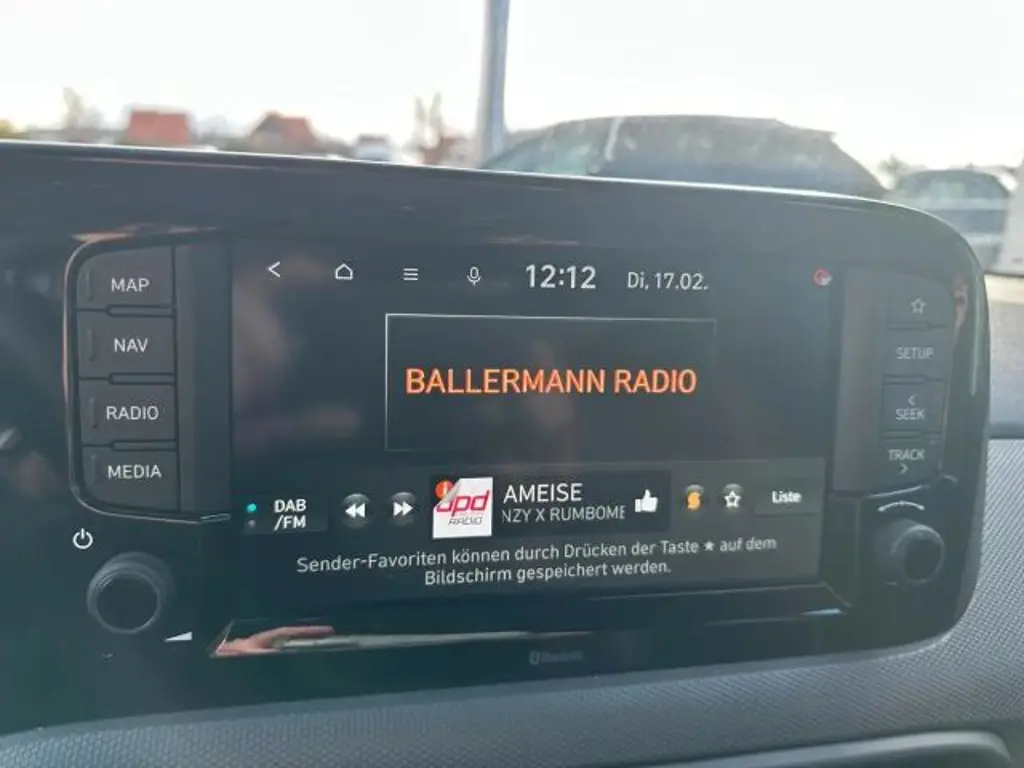 12:12 Di, 17.02.
MAP
NAV
RADIO
MEDIA
BALLERMANN RADIO
SETUP
SEEK
TRACK
DAB
/FM
RADIO
AMEISE
NZY X RUMBOME
Liste
Sender-Favoriten können durch Drücken der Taste ★ auf dem
Bildschirm gespeichert werden.
Bluetooth